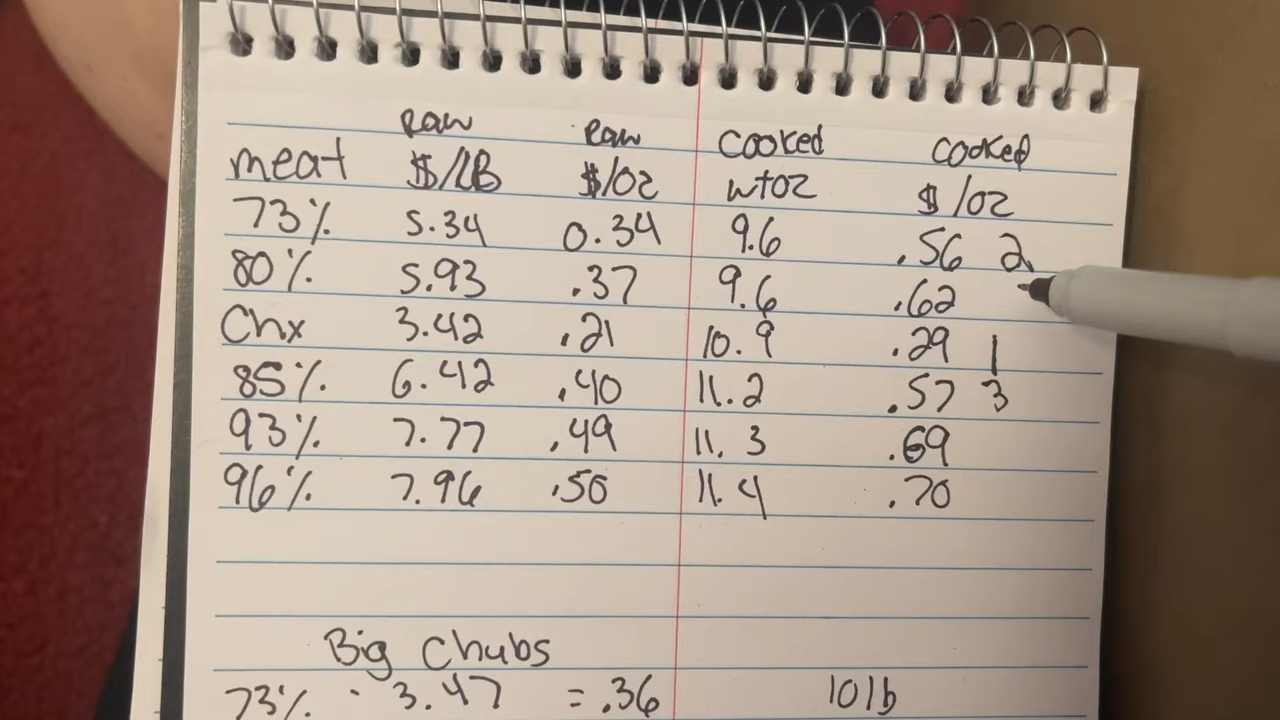 Raw Raw Cooked Cooked
meat $/LB $/oz wtoz $/oz
73% 5.34 0.34 9.6 .56 2.
80% 5.93 .37 9.6 .62
Chx 3.42 .21 10.9 .29 1
85% 6.42 .40 11.2 .57 3
93% 7.77 .49 11.3 .69
96% 7.96 .50 11.4 .70
Big Chubs
73% · 3.47 = .36 10lb